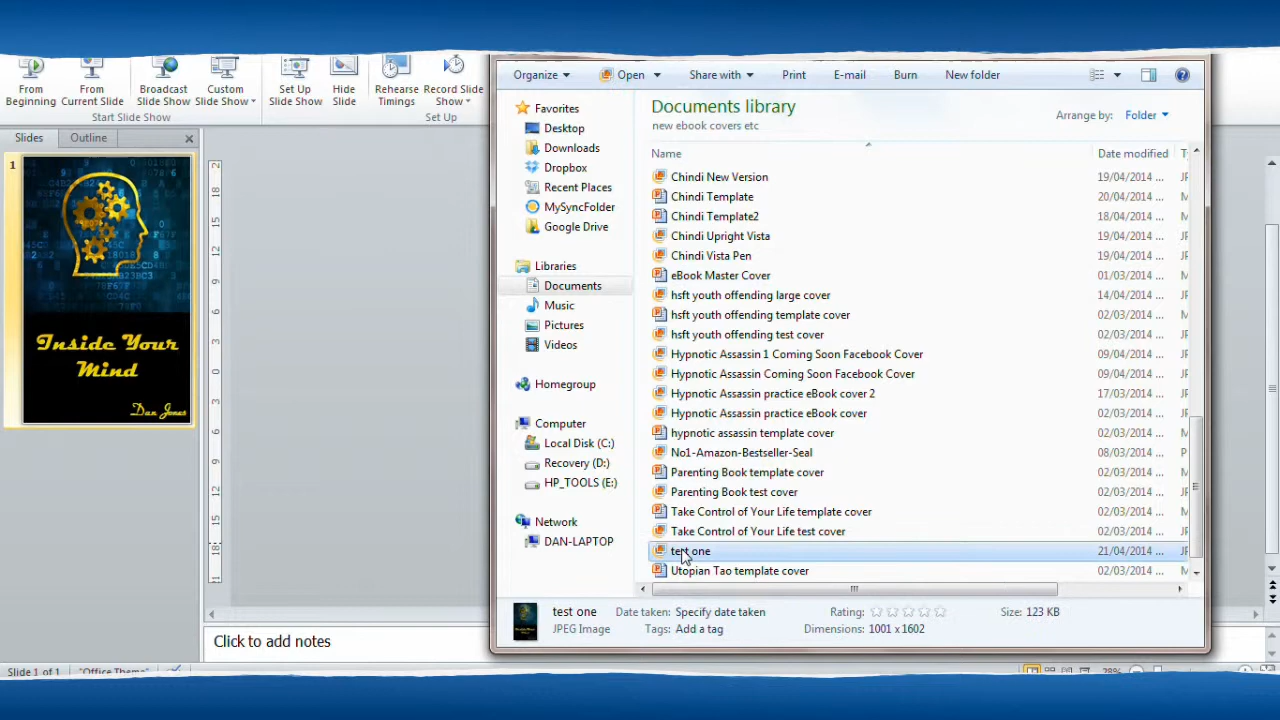 From Beginning
From Current Slide
Broadcast Slide Show
Custom Slide Show
Set Up Slide Show
Hide Slide
Rehearse Timings
Record Slide Show
Start Slide Show
Set Up
Slides
Outline
1
Inside Your
Mind
Dan Jones
Click to add notes
Slide 1 of 1
"Office Theme"
28%
Organize
Open
Share with
Print
E-mail
Burn
New folder
Favorites
Desktop
Downloads
Dropbox
Recent Places
MySyncFolder
Google Drive
Libraries
Documents
Music
Pictures
Videos
Homegroup
Computer
Local Disk (C:)
Recovery (D:)
HP_TOOLS (E:)
Network
DAN-LAPTOP
Documents library
new ebook covers etc
Arrange by: Folder
Name Date modified
Chindi New Version 19/04/2014 ...
Chindi Template 20/04/2014 ...
Chindi Template2 18/04/2014 ...
Chindi Upright Vista 19/04/2014 ...
Chindi Vista Pen 19/04/2014 ...
eBook Master Cover 01/03/2014 ...
hsft youth offending large cover 14/04/2014 ...
hsft youth offending template cover 02/03/2014 ...
hsft youth offending test cover 02/03/2014 ...
Hypnotic Assassin 1 Coming Soon Facebook Cover 09/04/2014 ...
Hypnotic Assassin Coming Soon Facebook Cover 09/04/2014 ...
Hypnotic Assassin practice eBook cover 2 17/03/2014 ...
Hypnotic Assassin practice eBook cover 02/03/2014 ...
hypnotic assassin template cover 02/03/2014 ...
No1-Amazon-Bestseller-Seal 08/03/2014 ...
Parenting Book template cover 02/03/2014 ...
Parenting Book test cover 02/03/2014 ...
Take Control of Your Life template cover 02/03/2014 ...
Take Control of Your Life test cover 02/03/2014 ...
test one 21/04/2014 ...
Utopian Tao template cover 02/03/2014 ...
test one Date taken: Specify date taken Rating: Size: 123 KB
JPEG Image Tags: Add a tag Dimensions: 1001 x 1602